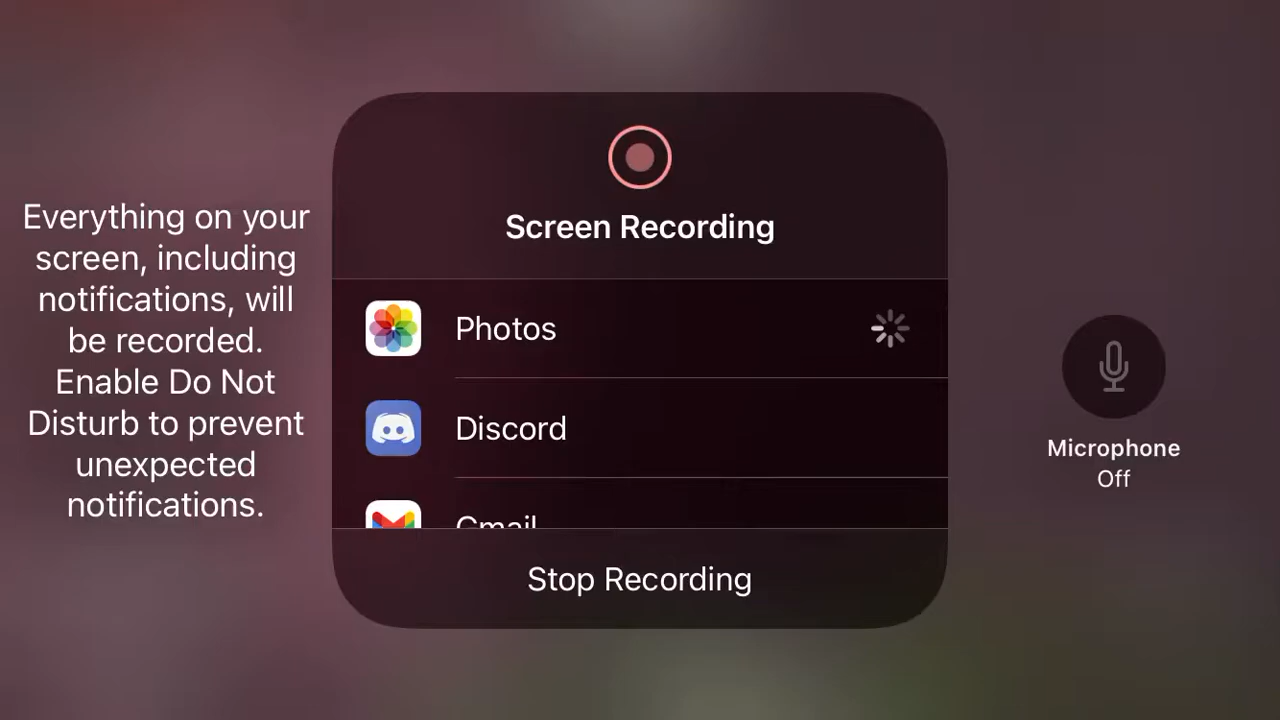 Everything on your
screen, including
notifications, will
be recorded.
Enable Do Not
Disturb to prevent
unexpected
notifications.
Screen Recording
Photos
Discord
Gmail
Stop Recording
Microphone
Off